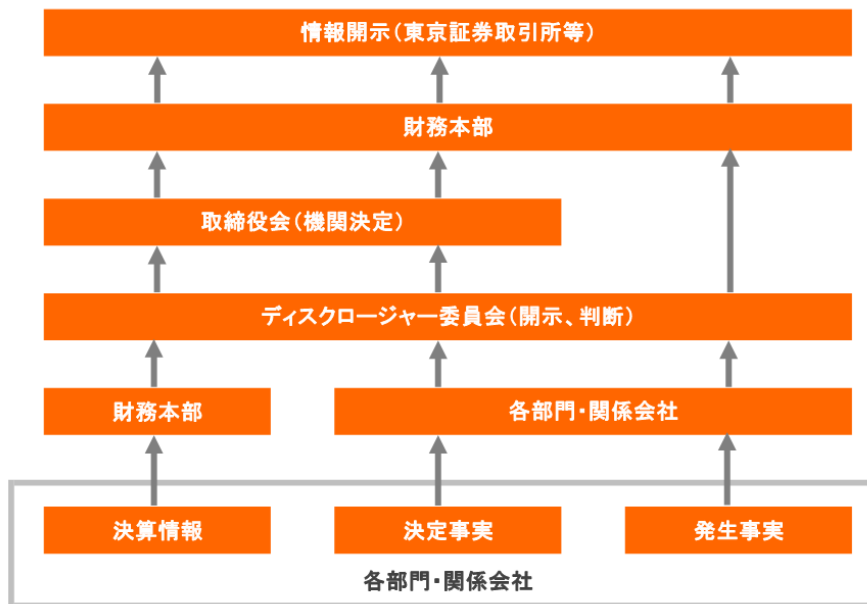 情報開示(東京証券取引所等)
財務本部
取締役会(機関決定)
ディスクロージャー委員会(開示、判断)
財務本部
各部門・関係会社
決算情報
決定事実
発生事実
各部門・関係会社